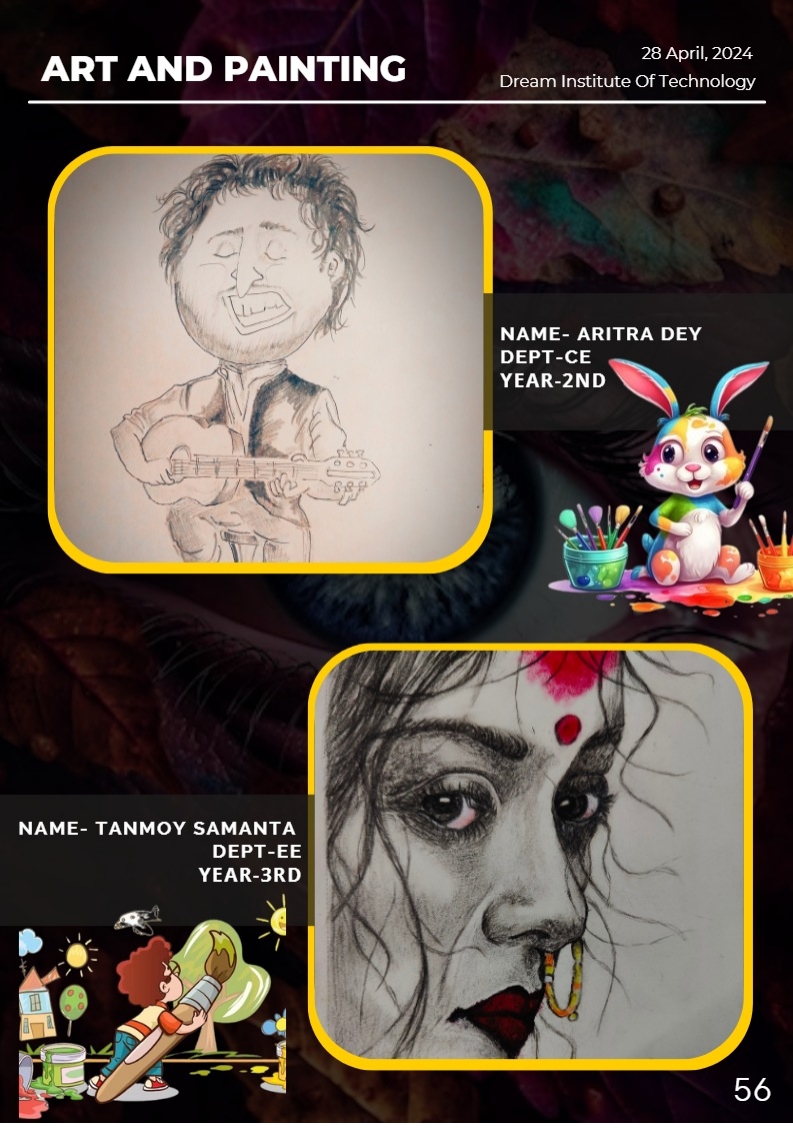 ART AND PAINTING
28 April, 2024
Dream Institute Of Technology
NAME- ARITRA DEY
DEPT-CE
YEAR-2ND
NAME- TANMOY SAMANTA
DEPT-EE
YEAR-3RD
56